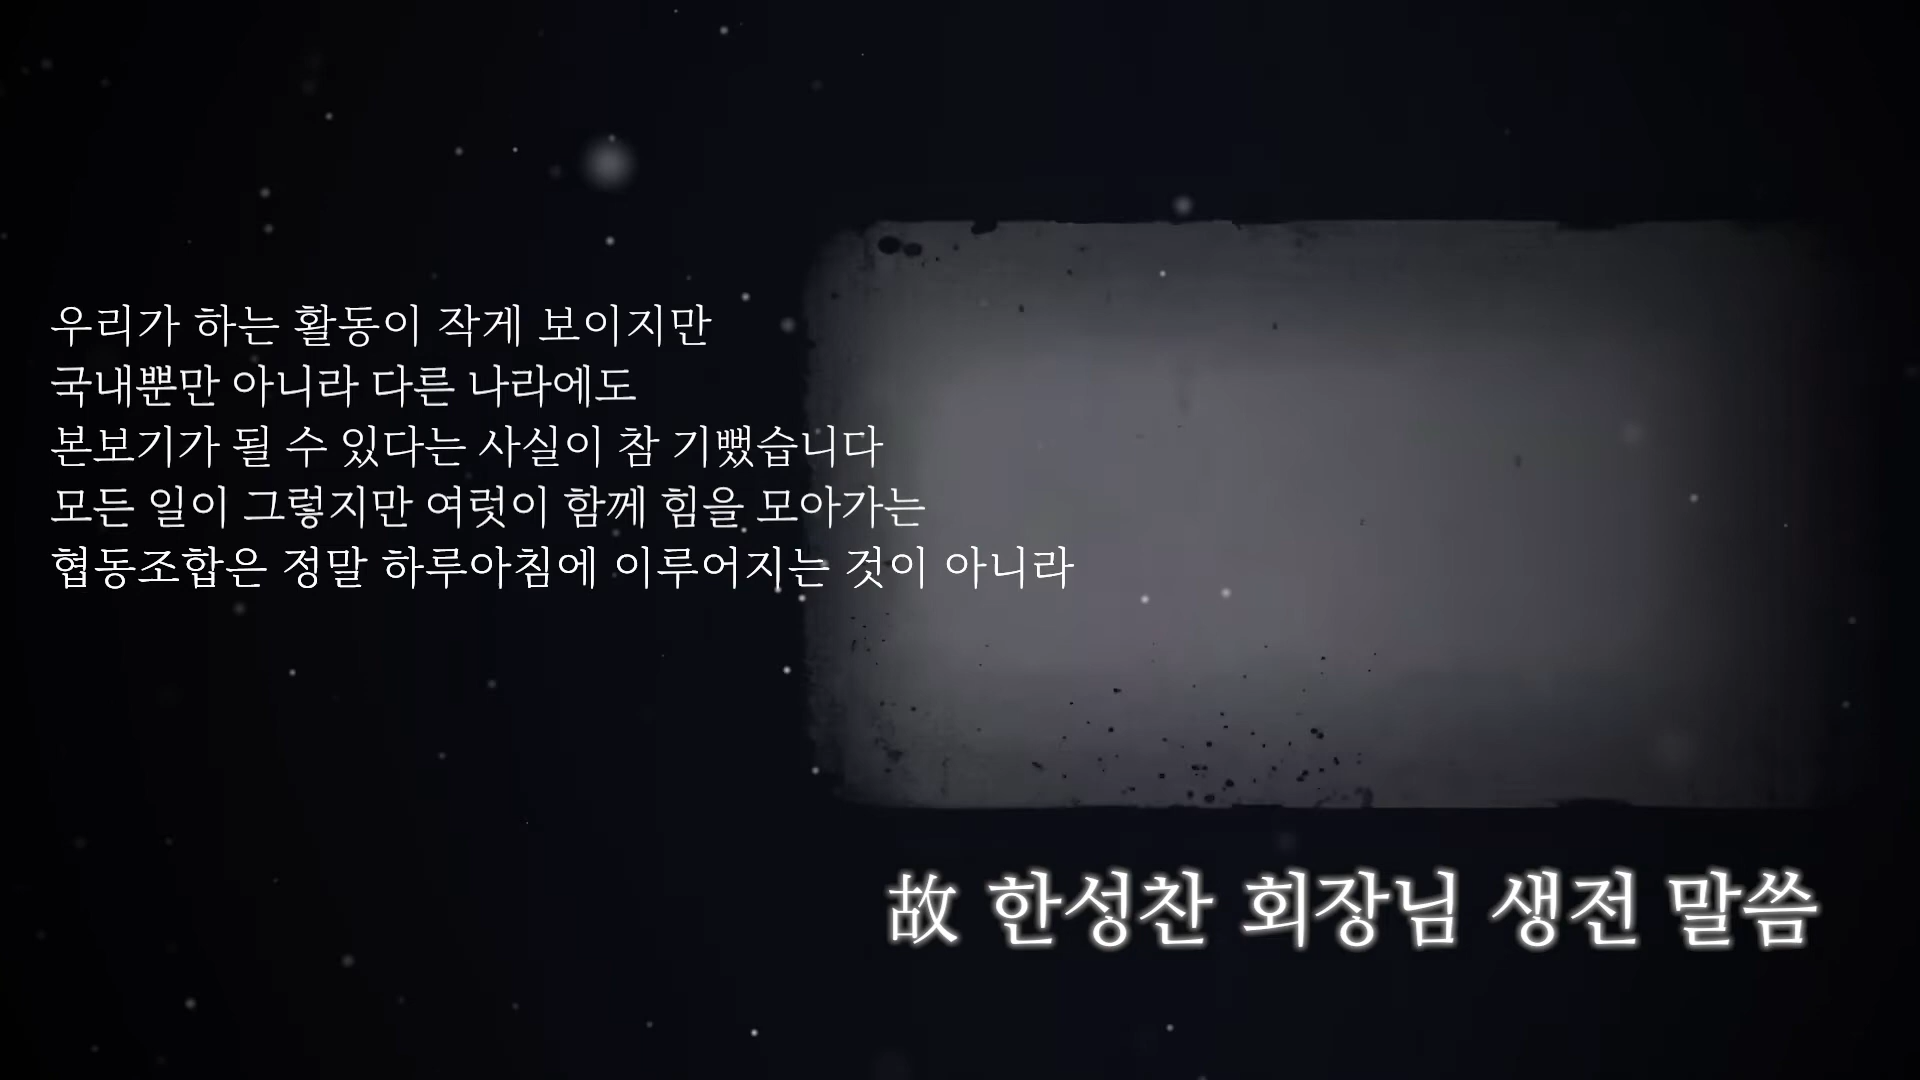 우리가 하는 활동이 작게 보이지만
국내뿐만 아니라 다른 나라에도
본보기가 될 수 있다는 사실이 참 기뻤습니다
모든 일이 그렇지만 여럿이 함께 힘을 모아가는
협동조합은 정말 하루아침에 이루어지는 것이 아니라
故 한성찬 회장님 생전 말씀